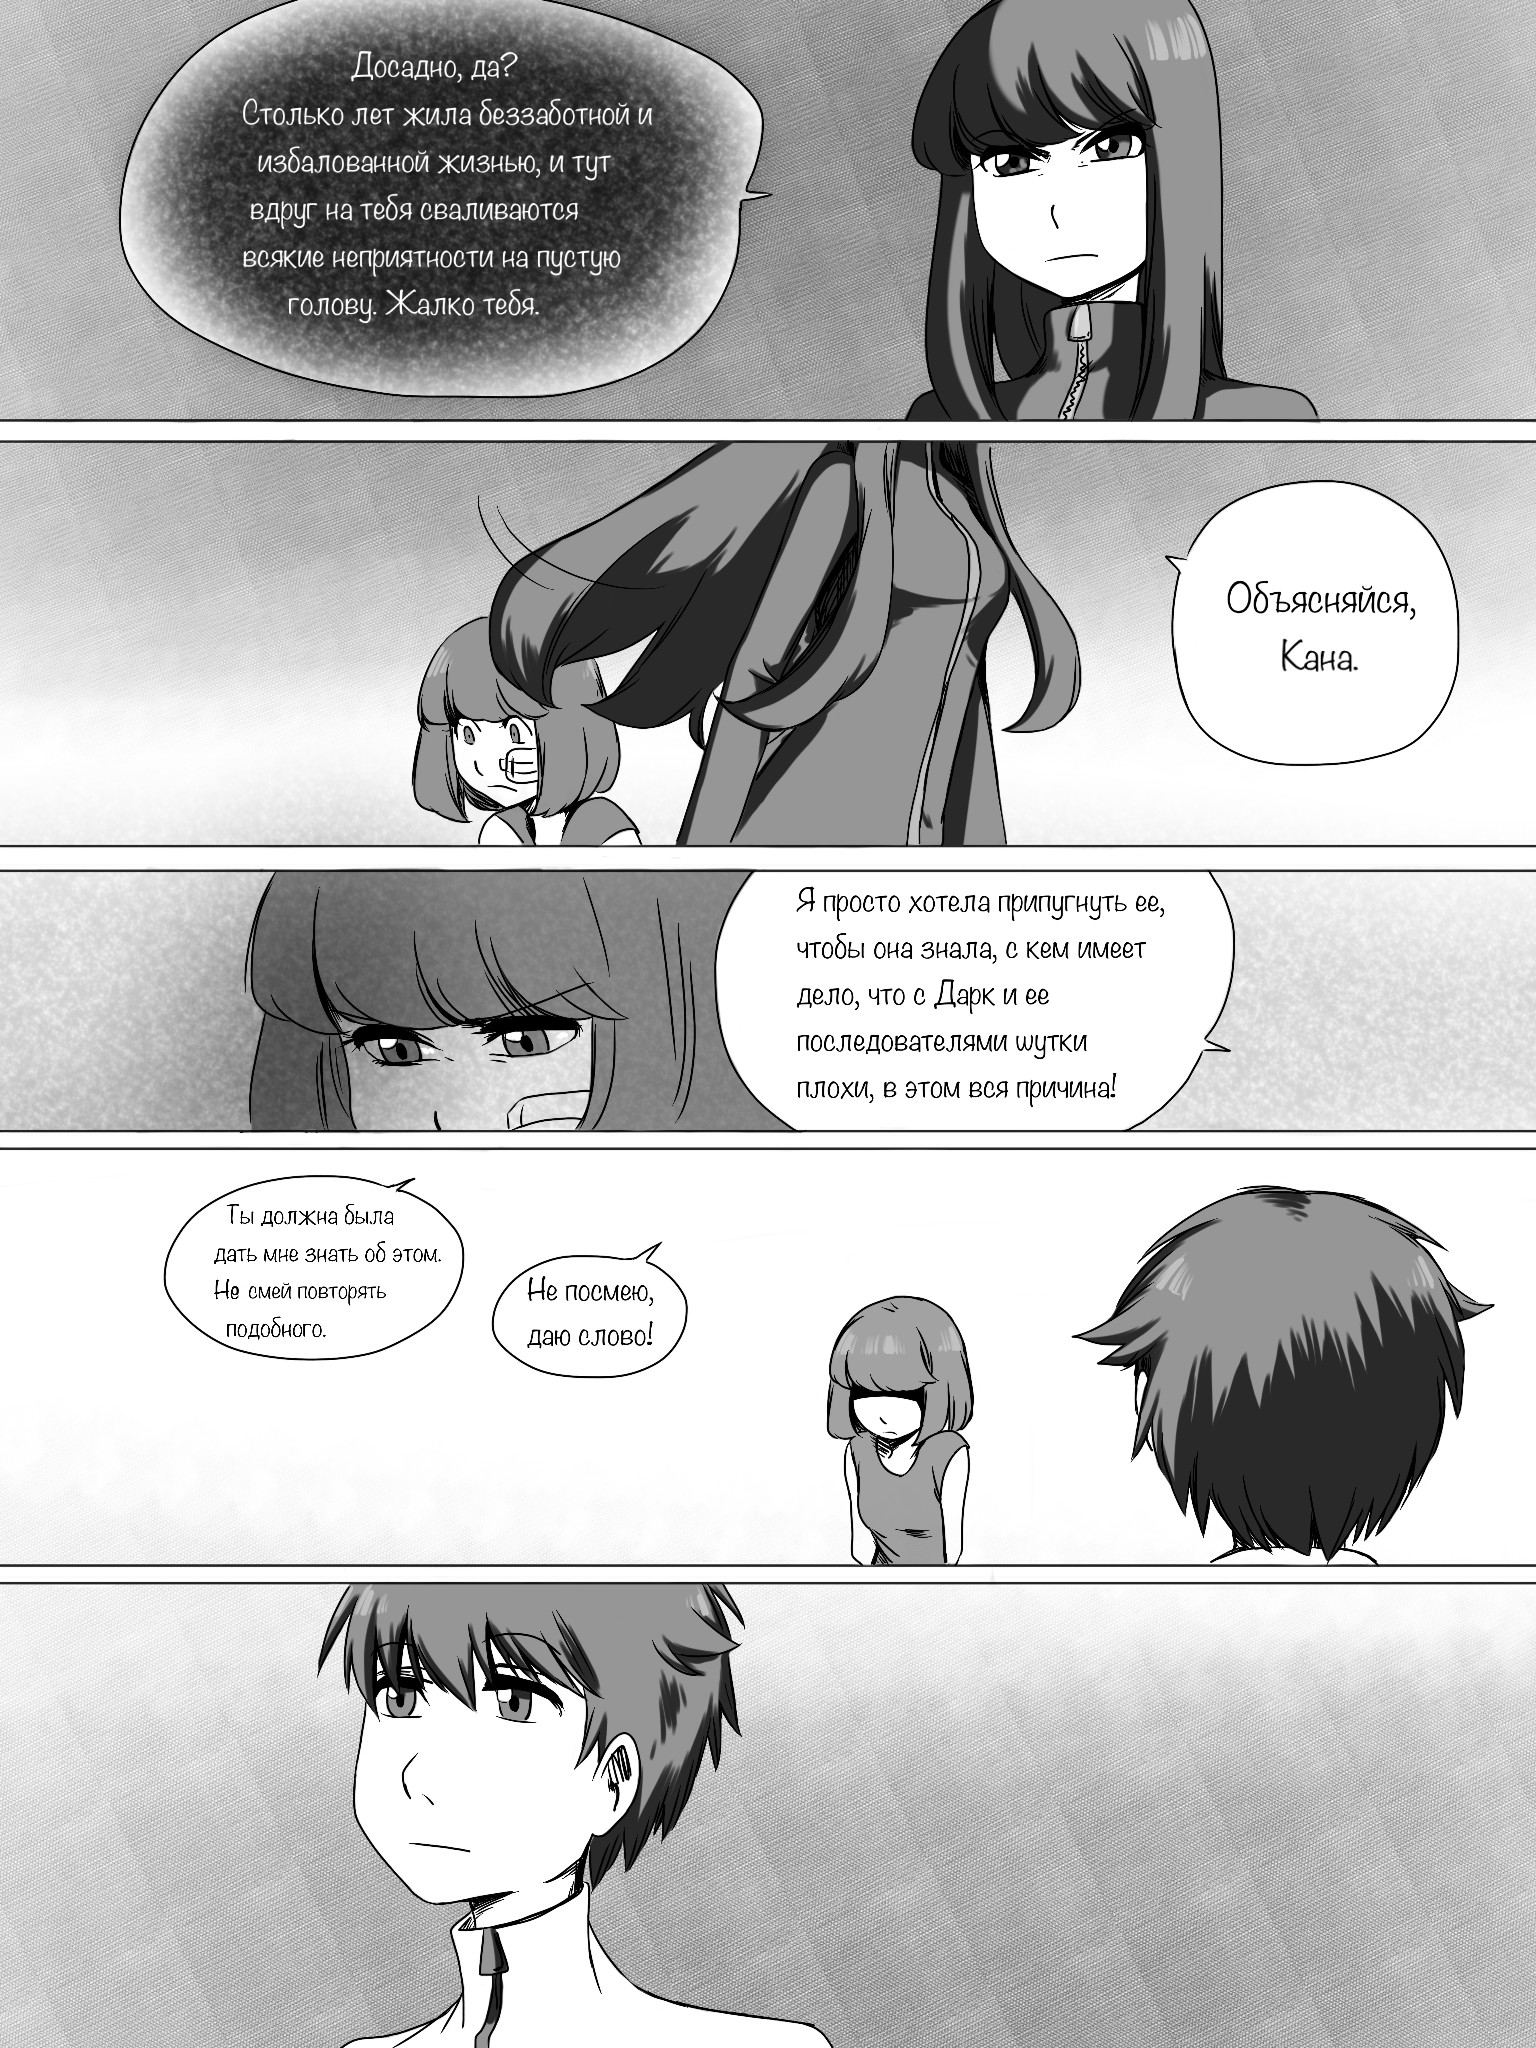 Досадно, да?
Столько лет жила беззаботной и
избалованной жизнью, и тут
вдруг на тебя сваливаются
всякие неприятности на пустую
голову. Жалко тебя.
Объясняйся,
Кана.
Я просто хотела припугнуть ее,
чтобы она знала, с кем имеет
дело, что с Дарк и ее
последователями шутки
плохи, в этом вся причина!
Ты должна была
дать мне знать об этом.
Не смей повторять
подобного.
Не посмею,
даю слово!